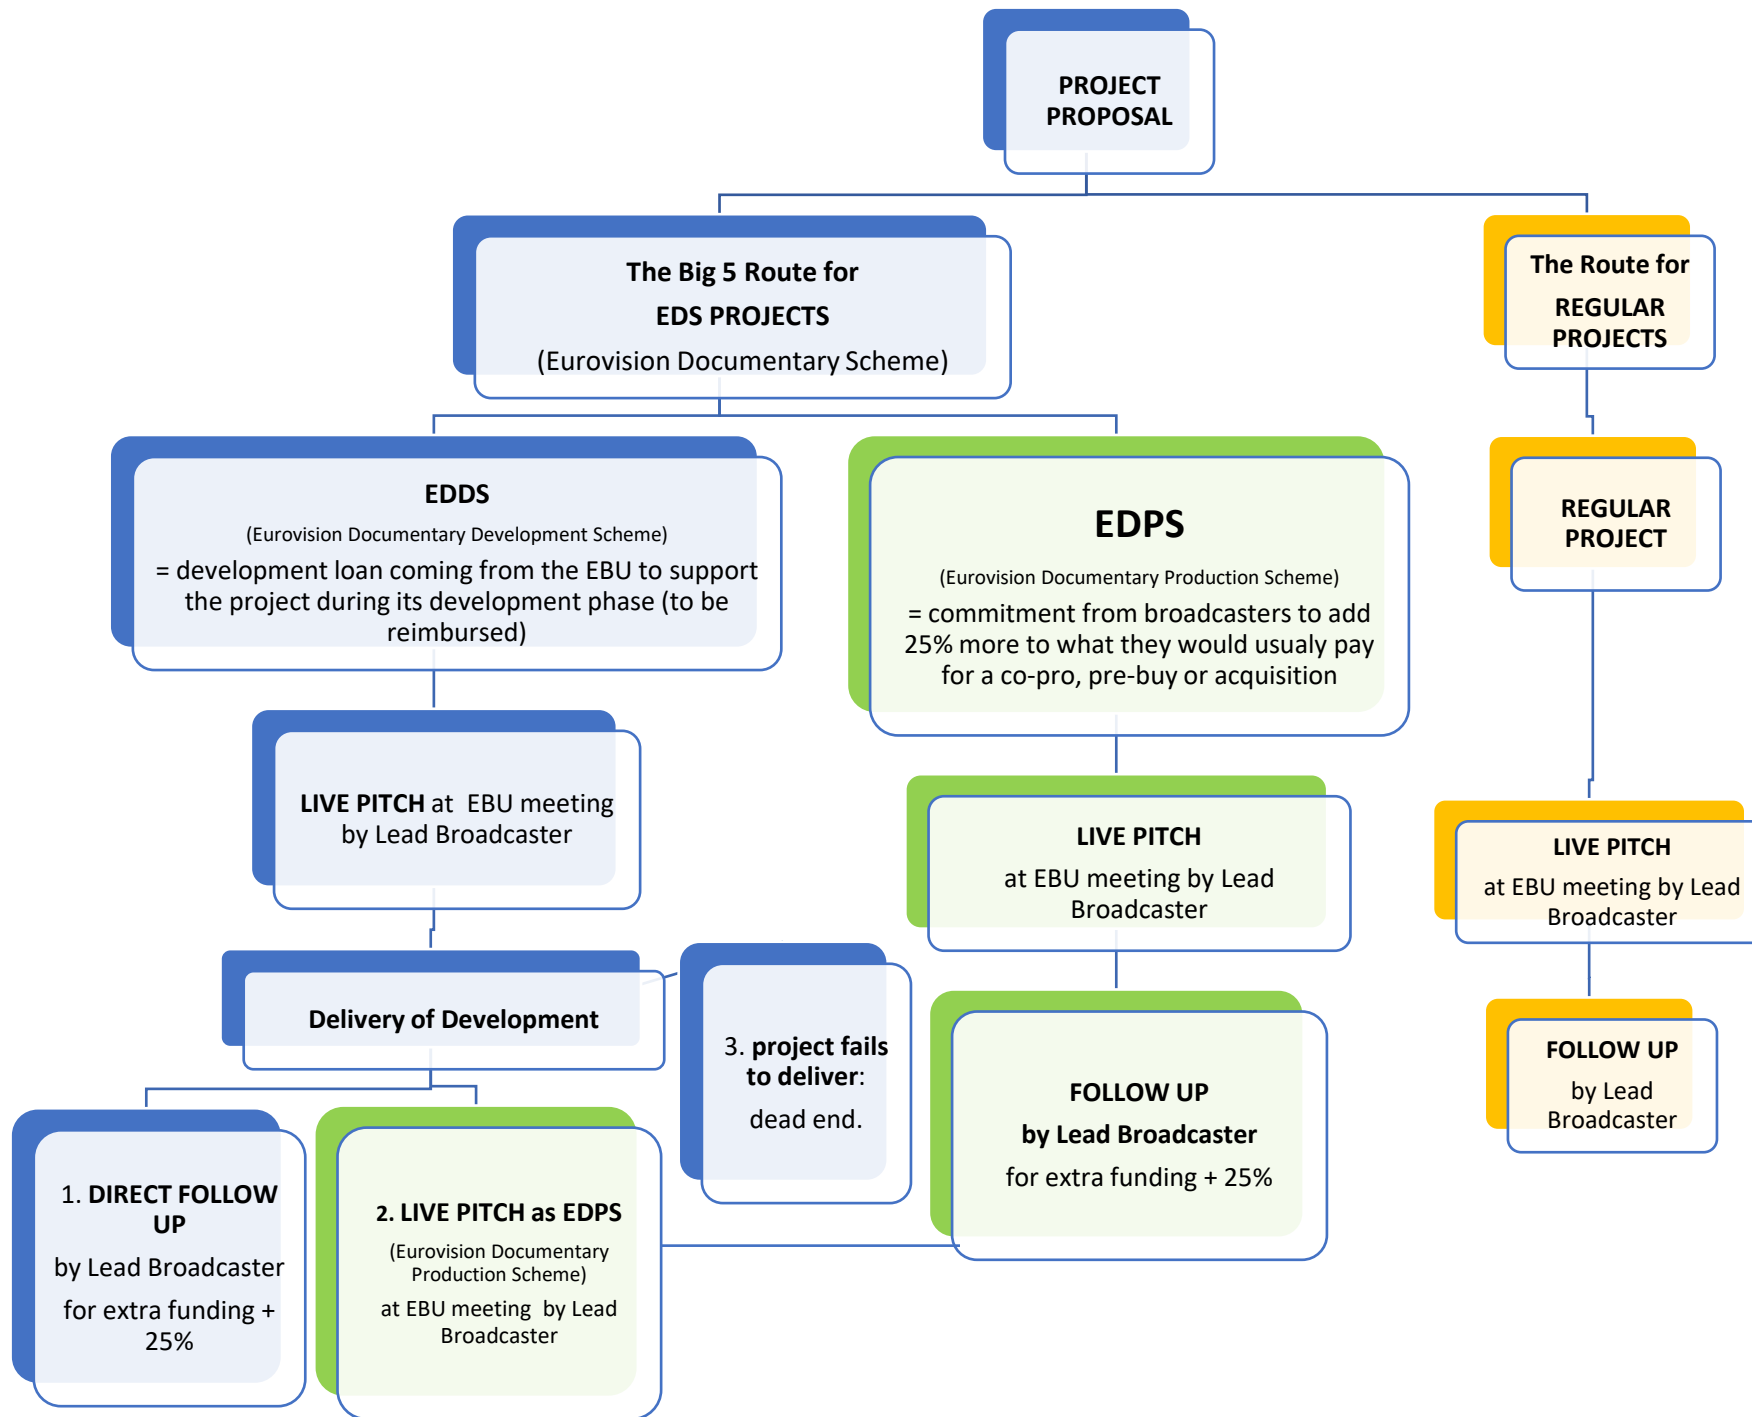 PROJECT
PROPOSAL
The Big 5 Route for
EDS PROJECTS
(Eurovision Documentary Scheme)
The Route for
REGULAR
PROJECTS
EDDS
(Eurovision Documentary Development Scheme)
= development loan coming from the EBU to support
the project during its development phase (to be
reimbursed)
EDPS
(Eurovision Documentary Production Scheme)
= commitment from broadcasters to add
25% more to what they would usualy pay
for a co-pro, pre-buy or acquisition
REGULAR
PROJECT
LIVE PITCH at  EBU meeting
by Lead Broadcaster
LIVE PITCH
at EBU meeting by Lead
Broadcaster
LIVE PITCH
at EBU meeting by Lead
Broadcaster
Delivery of Development
3. project fails
to deliver:
dead end.
FOLLOW UP
by Lead Broadcaster
for extra funding + 25%
FOLLOW UP
by Lead
Broadcaster
1. DIRECT FOLLOW
UP
by Lead Broadcaster
for extra funding +
25%
2. LIVE PITCH as EDPS
(Eurovision Documentary
Production Scheme)
at EBU meeting  by Lead
Broadcaster